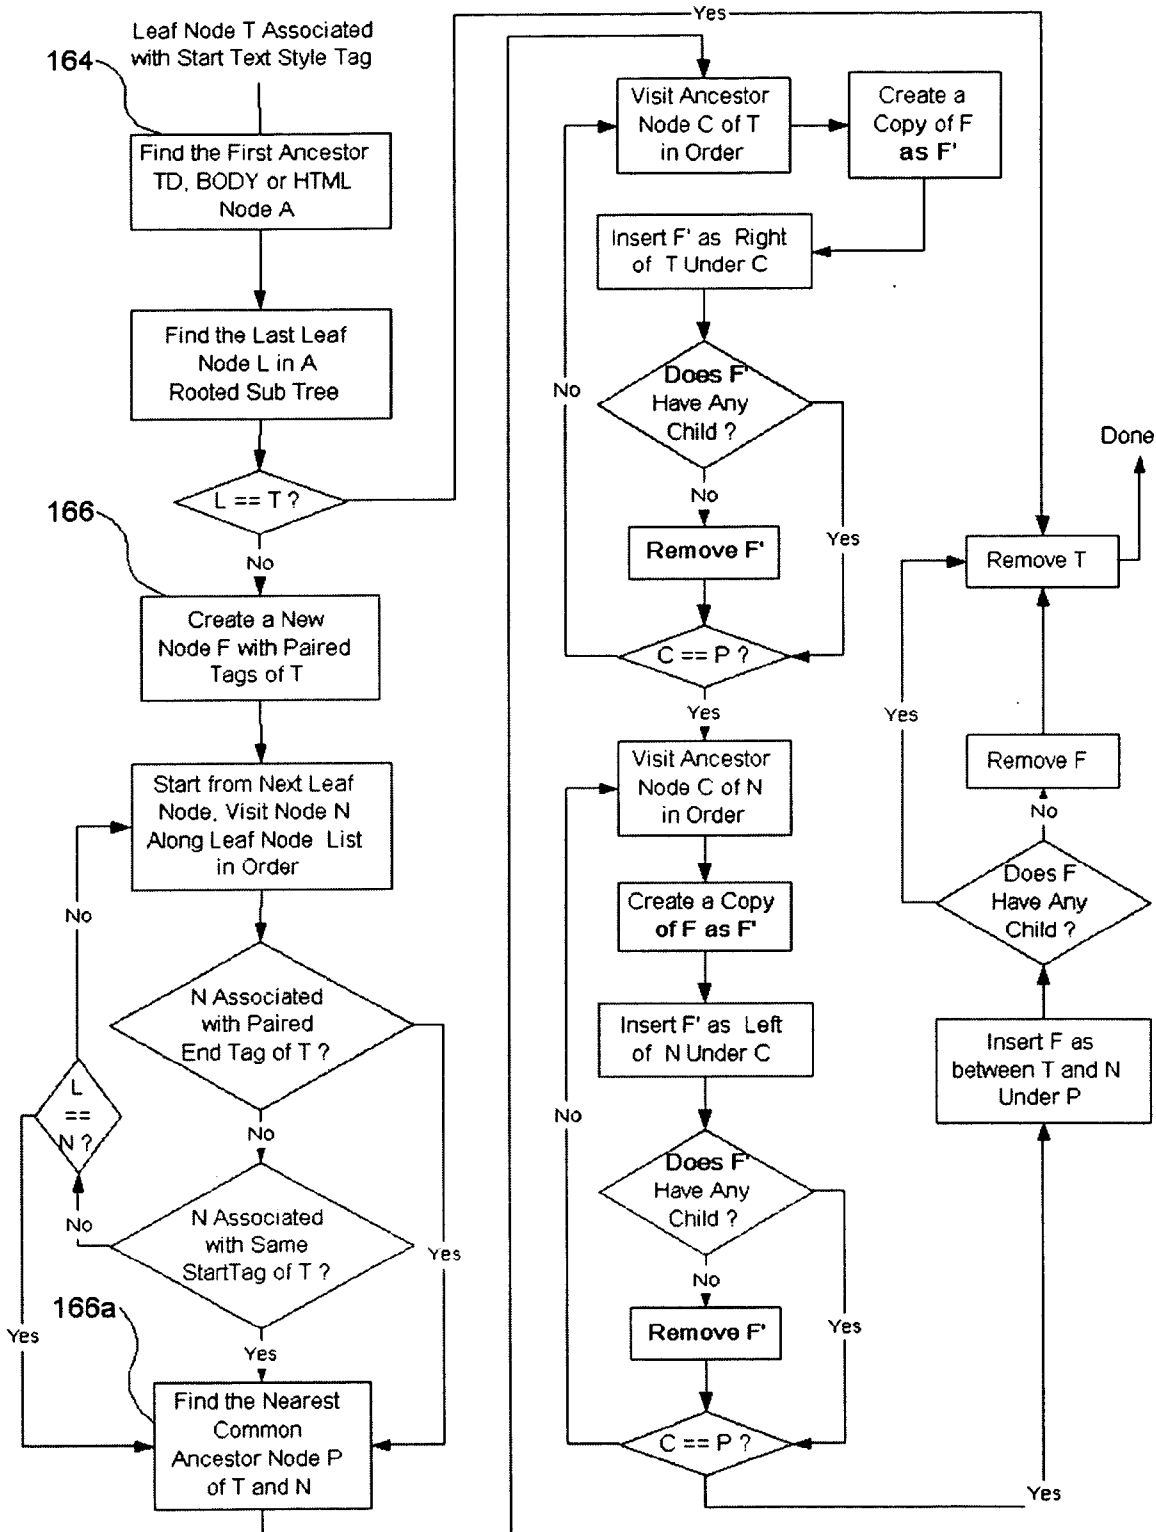 Leaf Node T Associated
with Start Text Style Tag
164
Find the First Ancestor
TD, BODY or HTML
Node A
Find the Last Leaf
Node L in A
Rooted Sub Tree
L == T ?
Yes
No
166
Create a New
Node F with Paired
Tags of T
Start from Next Leaf
Node, Visit Node N
Along Leaf Node List
in Order
No
N Associated
with Paired
End Tag of T ?
L
==
N ?
No
No
N Associated
with Same
StartTag of T ?
Yes
Yes
Yes
166a
Find the Nearest
Common
Ancestor Node P
of T and N
Visit Ancestor
Node C of T
in Order
Create a
Copy of F
as F'
Insert F' as Right
of T Under C
Does F'
Have Any
Child ?
No
No
Yes
Remove F'
C == P ?
Yes
Visit Ancestor
Node C of N
in Order
Create a Copy
of F as F'
Insert F' as Left
of N Under C
No
Does F'
Have Any
Child ?
No
Yes
Remove F'
C == P ?
Yes
Insert F as
between T and N
Under P
Does F
Have Any
Child ?
No
Yes
Remove F
Remove T
Done